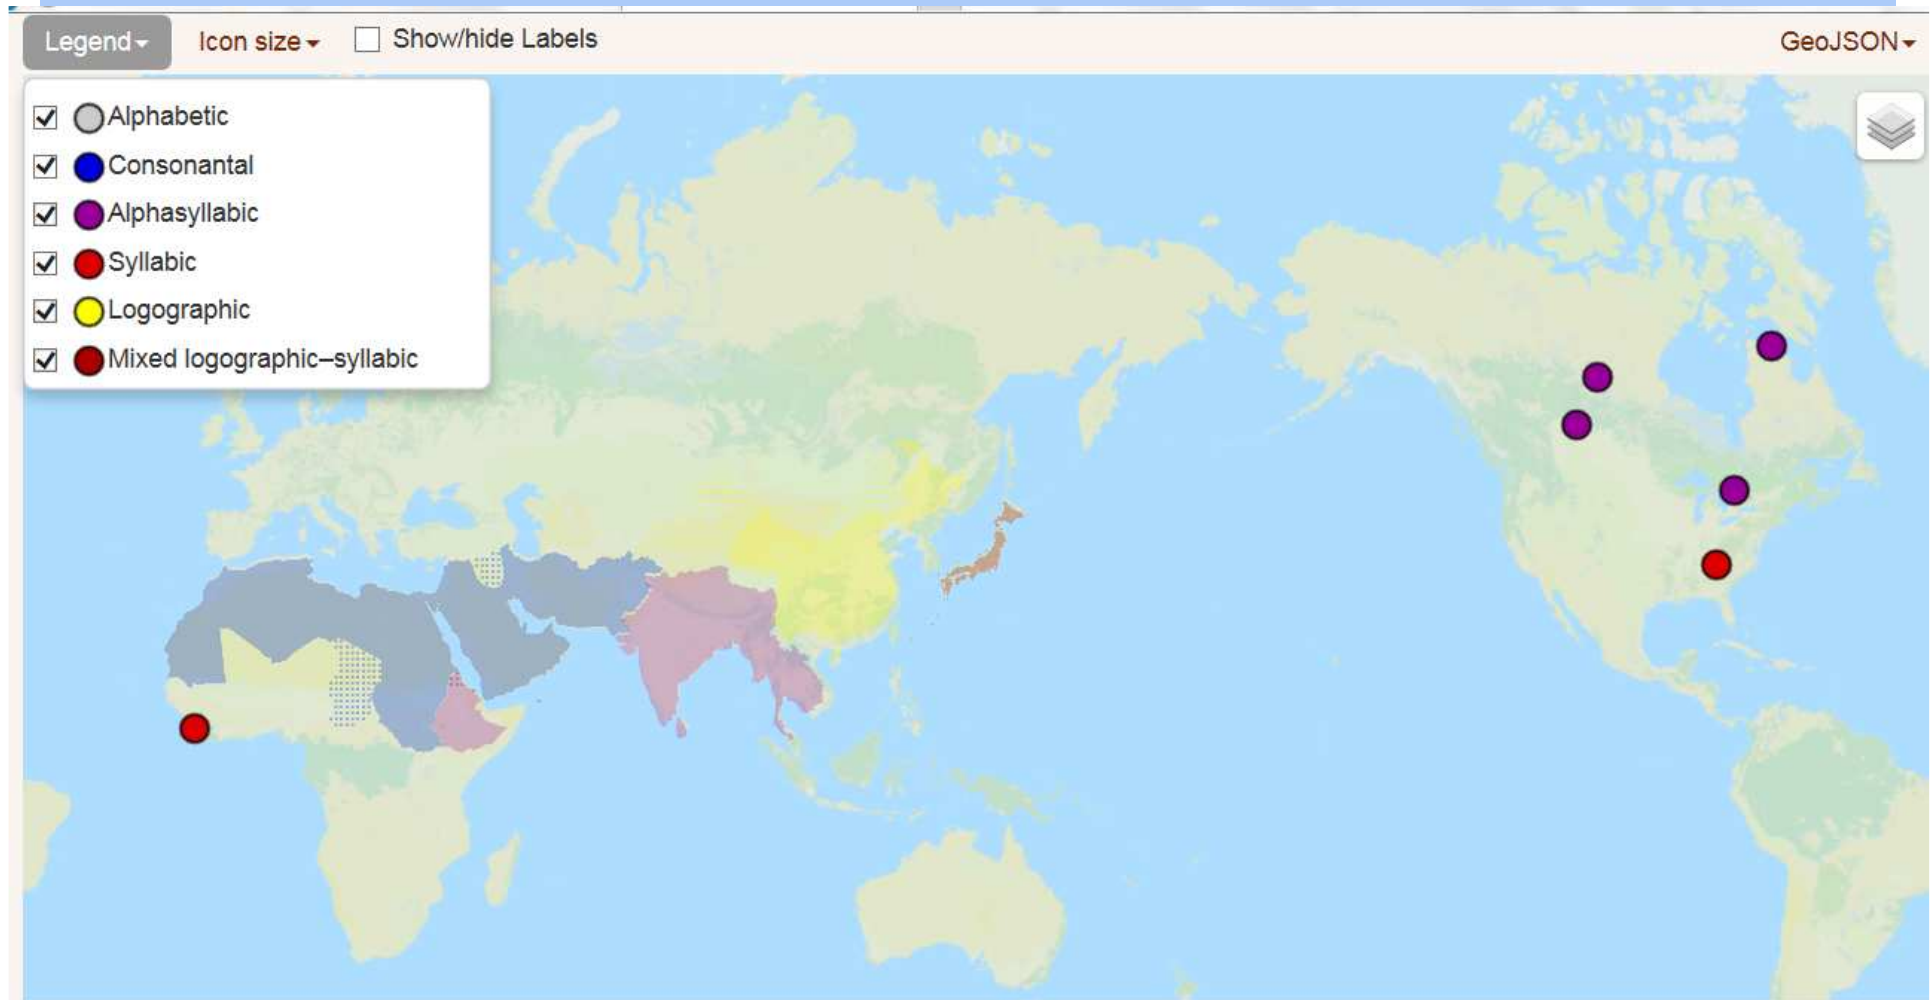 Legend Icon size Show/hide Labels GeoJSON
Alphabetic
Consonantal
Alphasyllabic
Syllabic
Logographic
Mixed logographic–syllabic